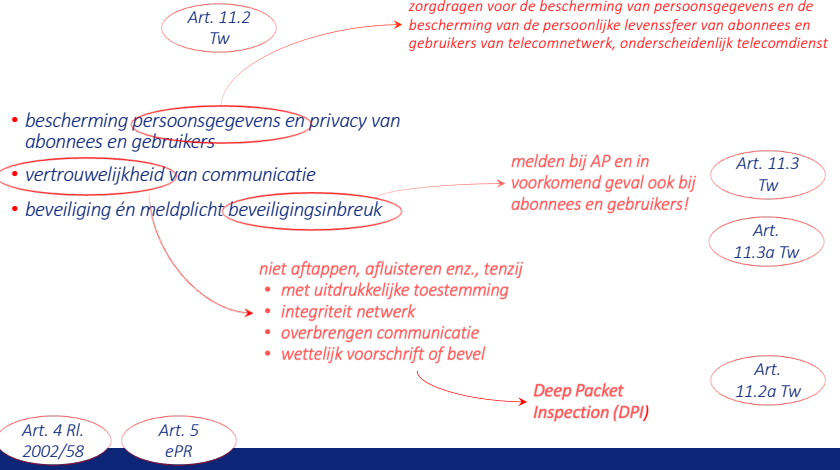 zorgdragen voor de bescherming van persoonsgegevens en de
bescherming van de persoonlijke levenssfeer van abonnees en
gebruikers van telecomnetwerk, onderscheidenlijk telecomdienst
Art. 11.2
Tw
• bescherming persoonsgegevens en privacy van
abonnees en gebruikers
• vertrouwelijkheid van communicatie
• beveiliging én meldplicht beveiligingsinbreuk
melden bij AP en in
voorkomend geval ook bij
abonnees en gebruikers!
Art. 11.3
Tw
Art.
11.3a Tw
niet aftappen, afluisteren enz., tenzij
• met uitdrukkelijke toestemming
• integriteit netwerk
• overbrengen communicatie
• wettelijk voorschrift of bevel
Deep Packet
Inspection (DPI)
Art.
11.2a Tw
Art. 4 Rl.
2002/58
Art. 5
ePR